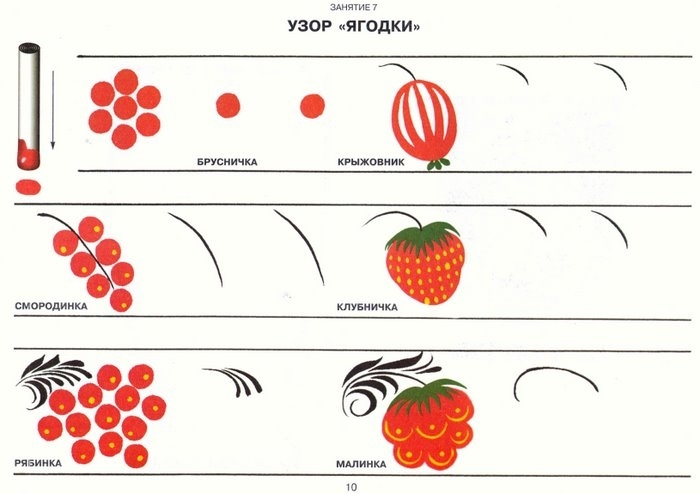 ЗАНЯТИЕ 7
УЗОР «ЯГОДКИ»
БРУСНИЧКА
КРЫЖОВНИК
СМОРОДИНКА
КЛУБНИЧКА
РЯБИНКА
МАЛИНКА
10